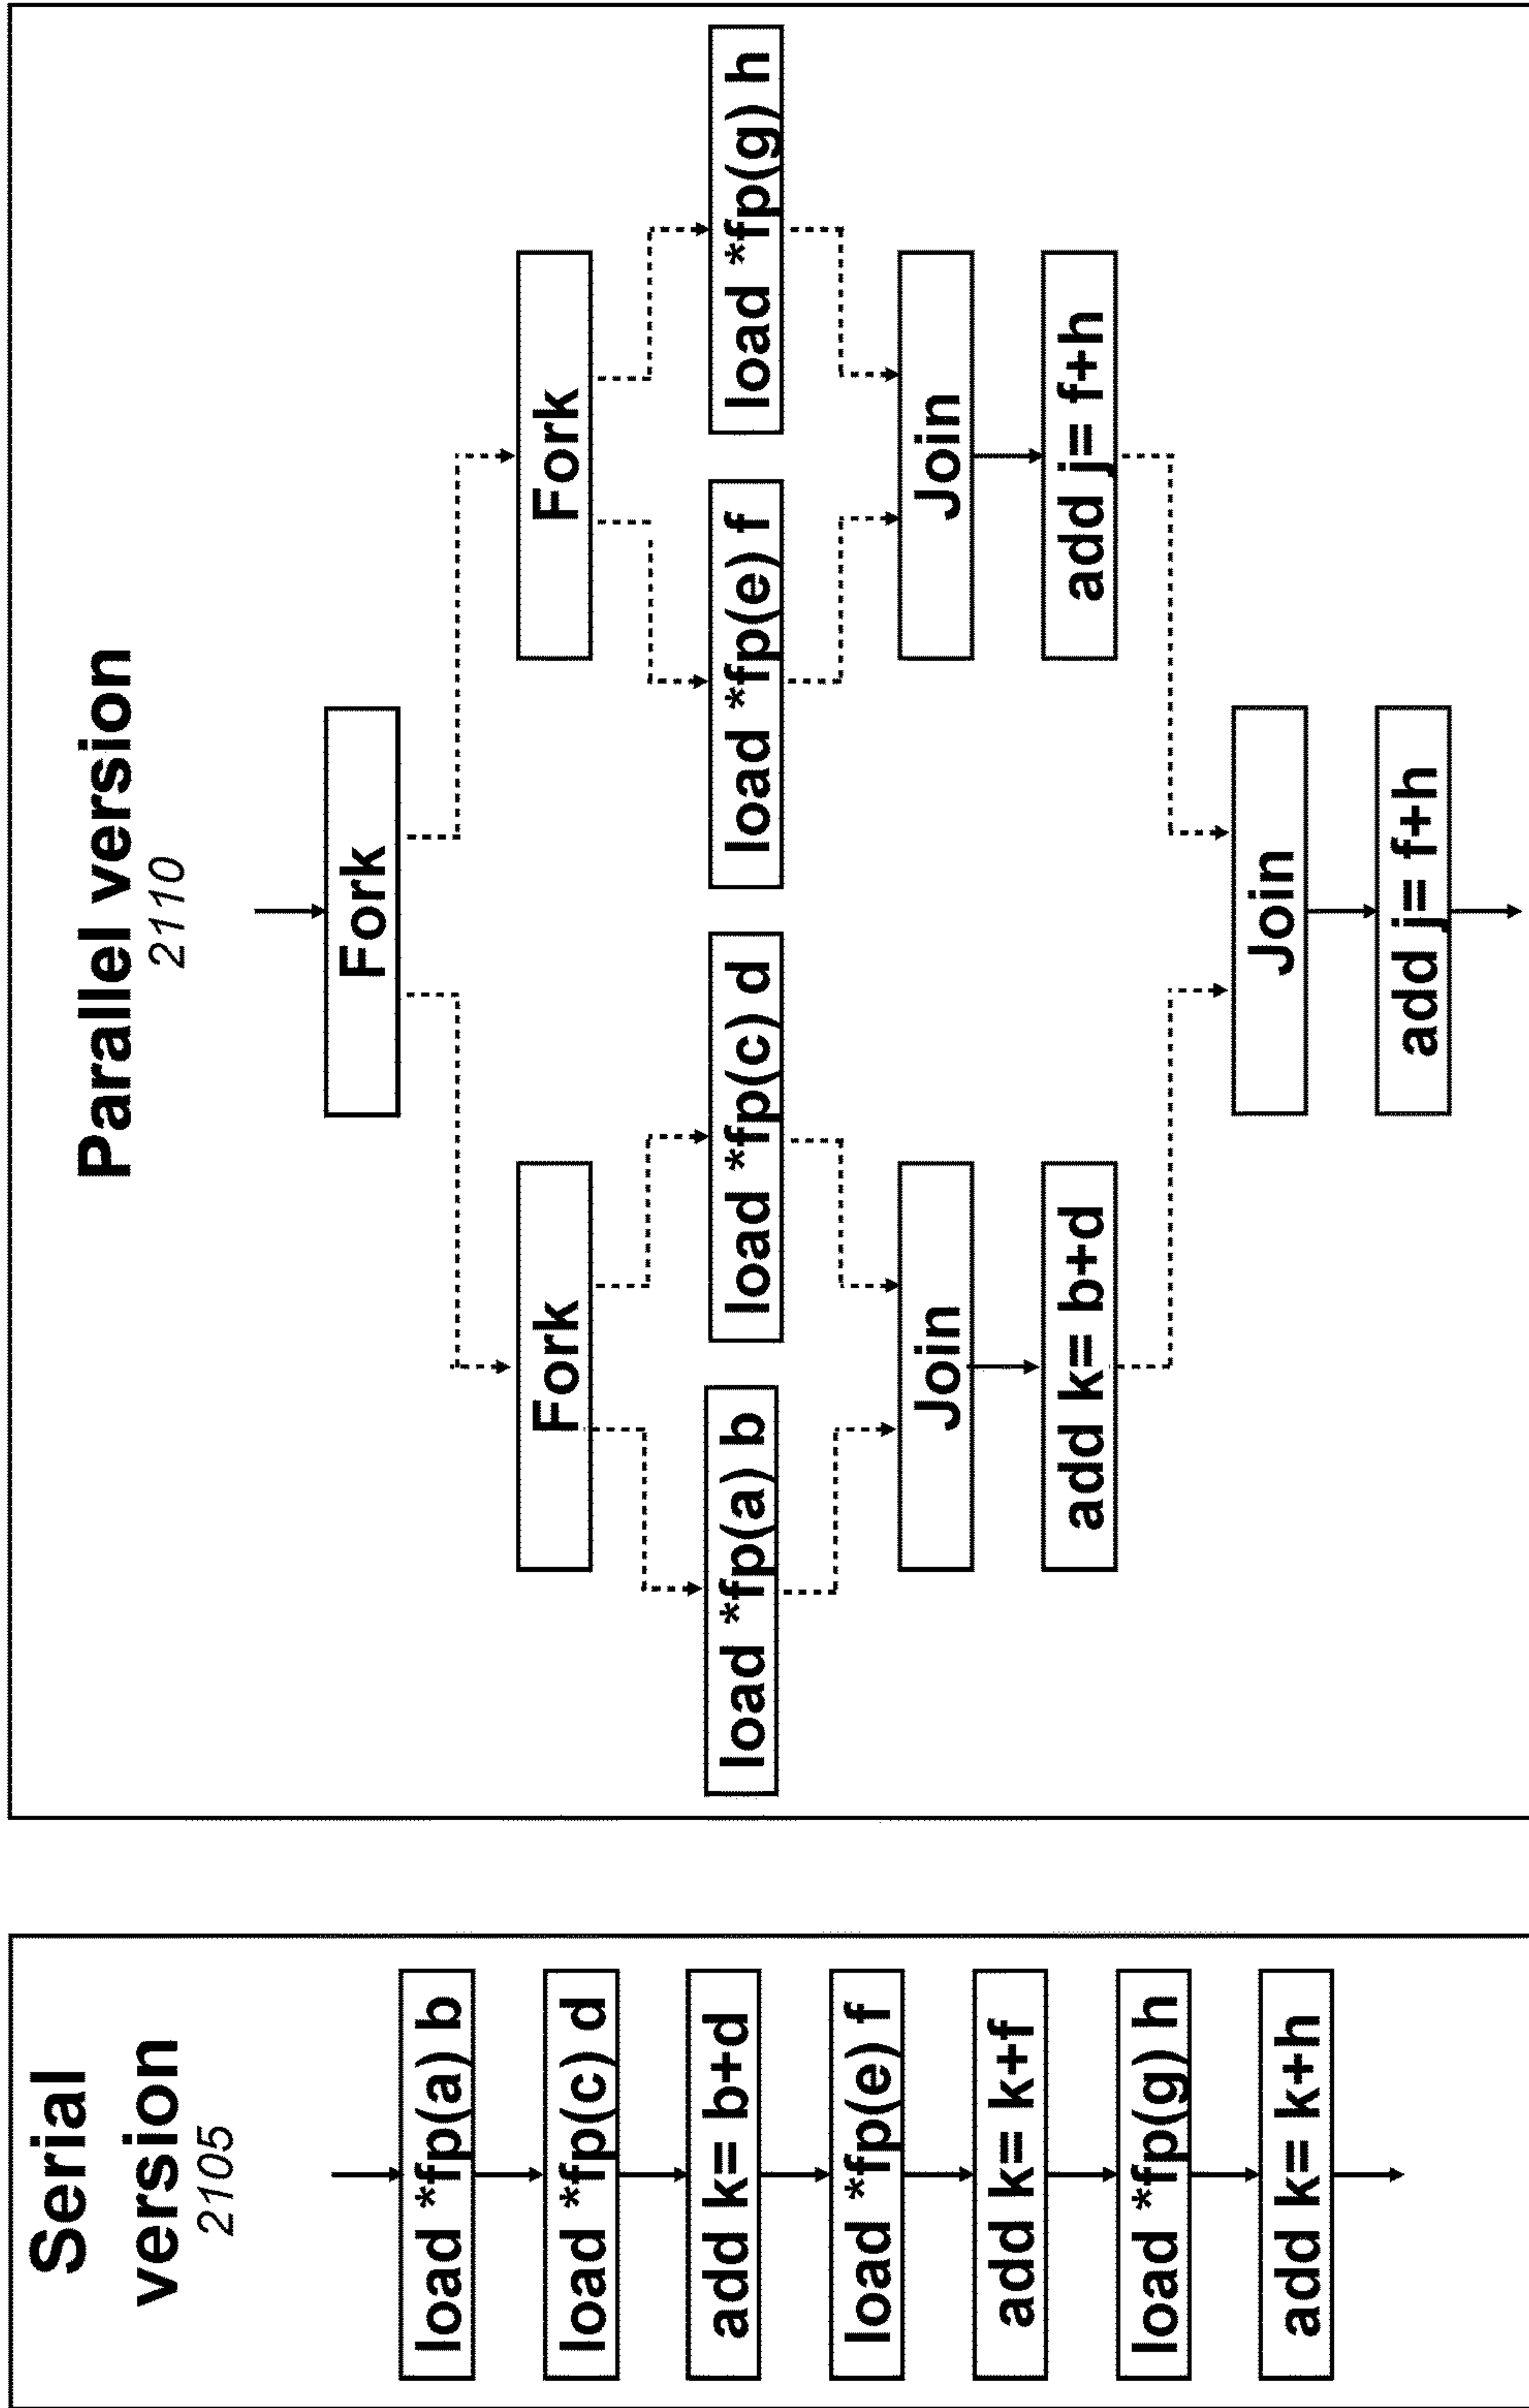 Serial
version
2105
load *fp(a) b
load *fp(c) d
add k= b+d
load *fp(e) f
add k= k+f
load *fp(g) h
add k= k+h
Parallel version
2110
Fork
Fork
Fork
load *fp(a) b
load *fp(c) d
load *fp(e) f
load *fp(g) h
Join
Join
add k= b+d
add j= f+h
Join
add j= f+h